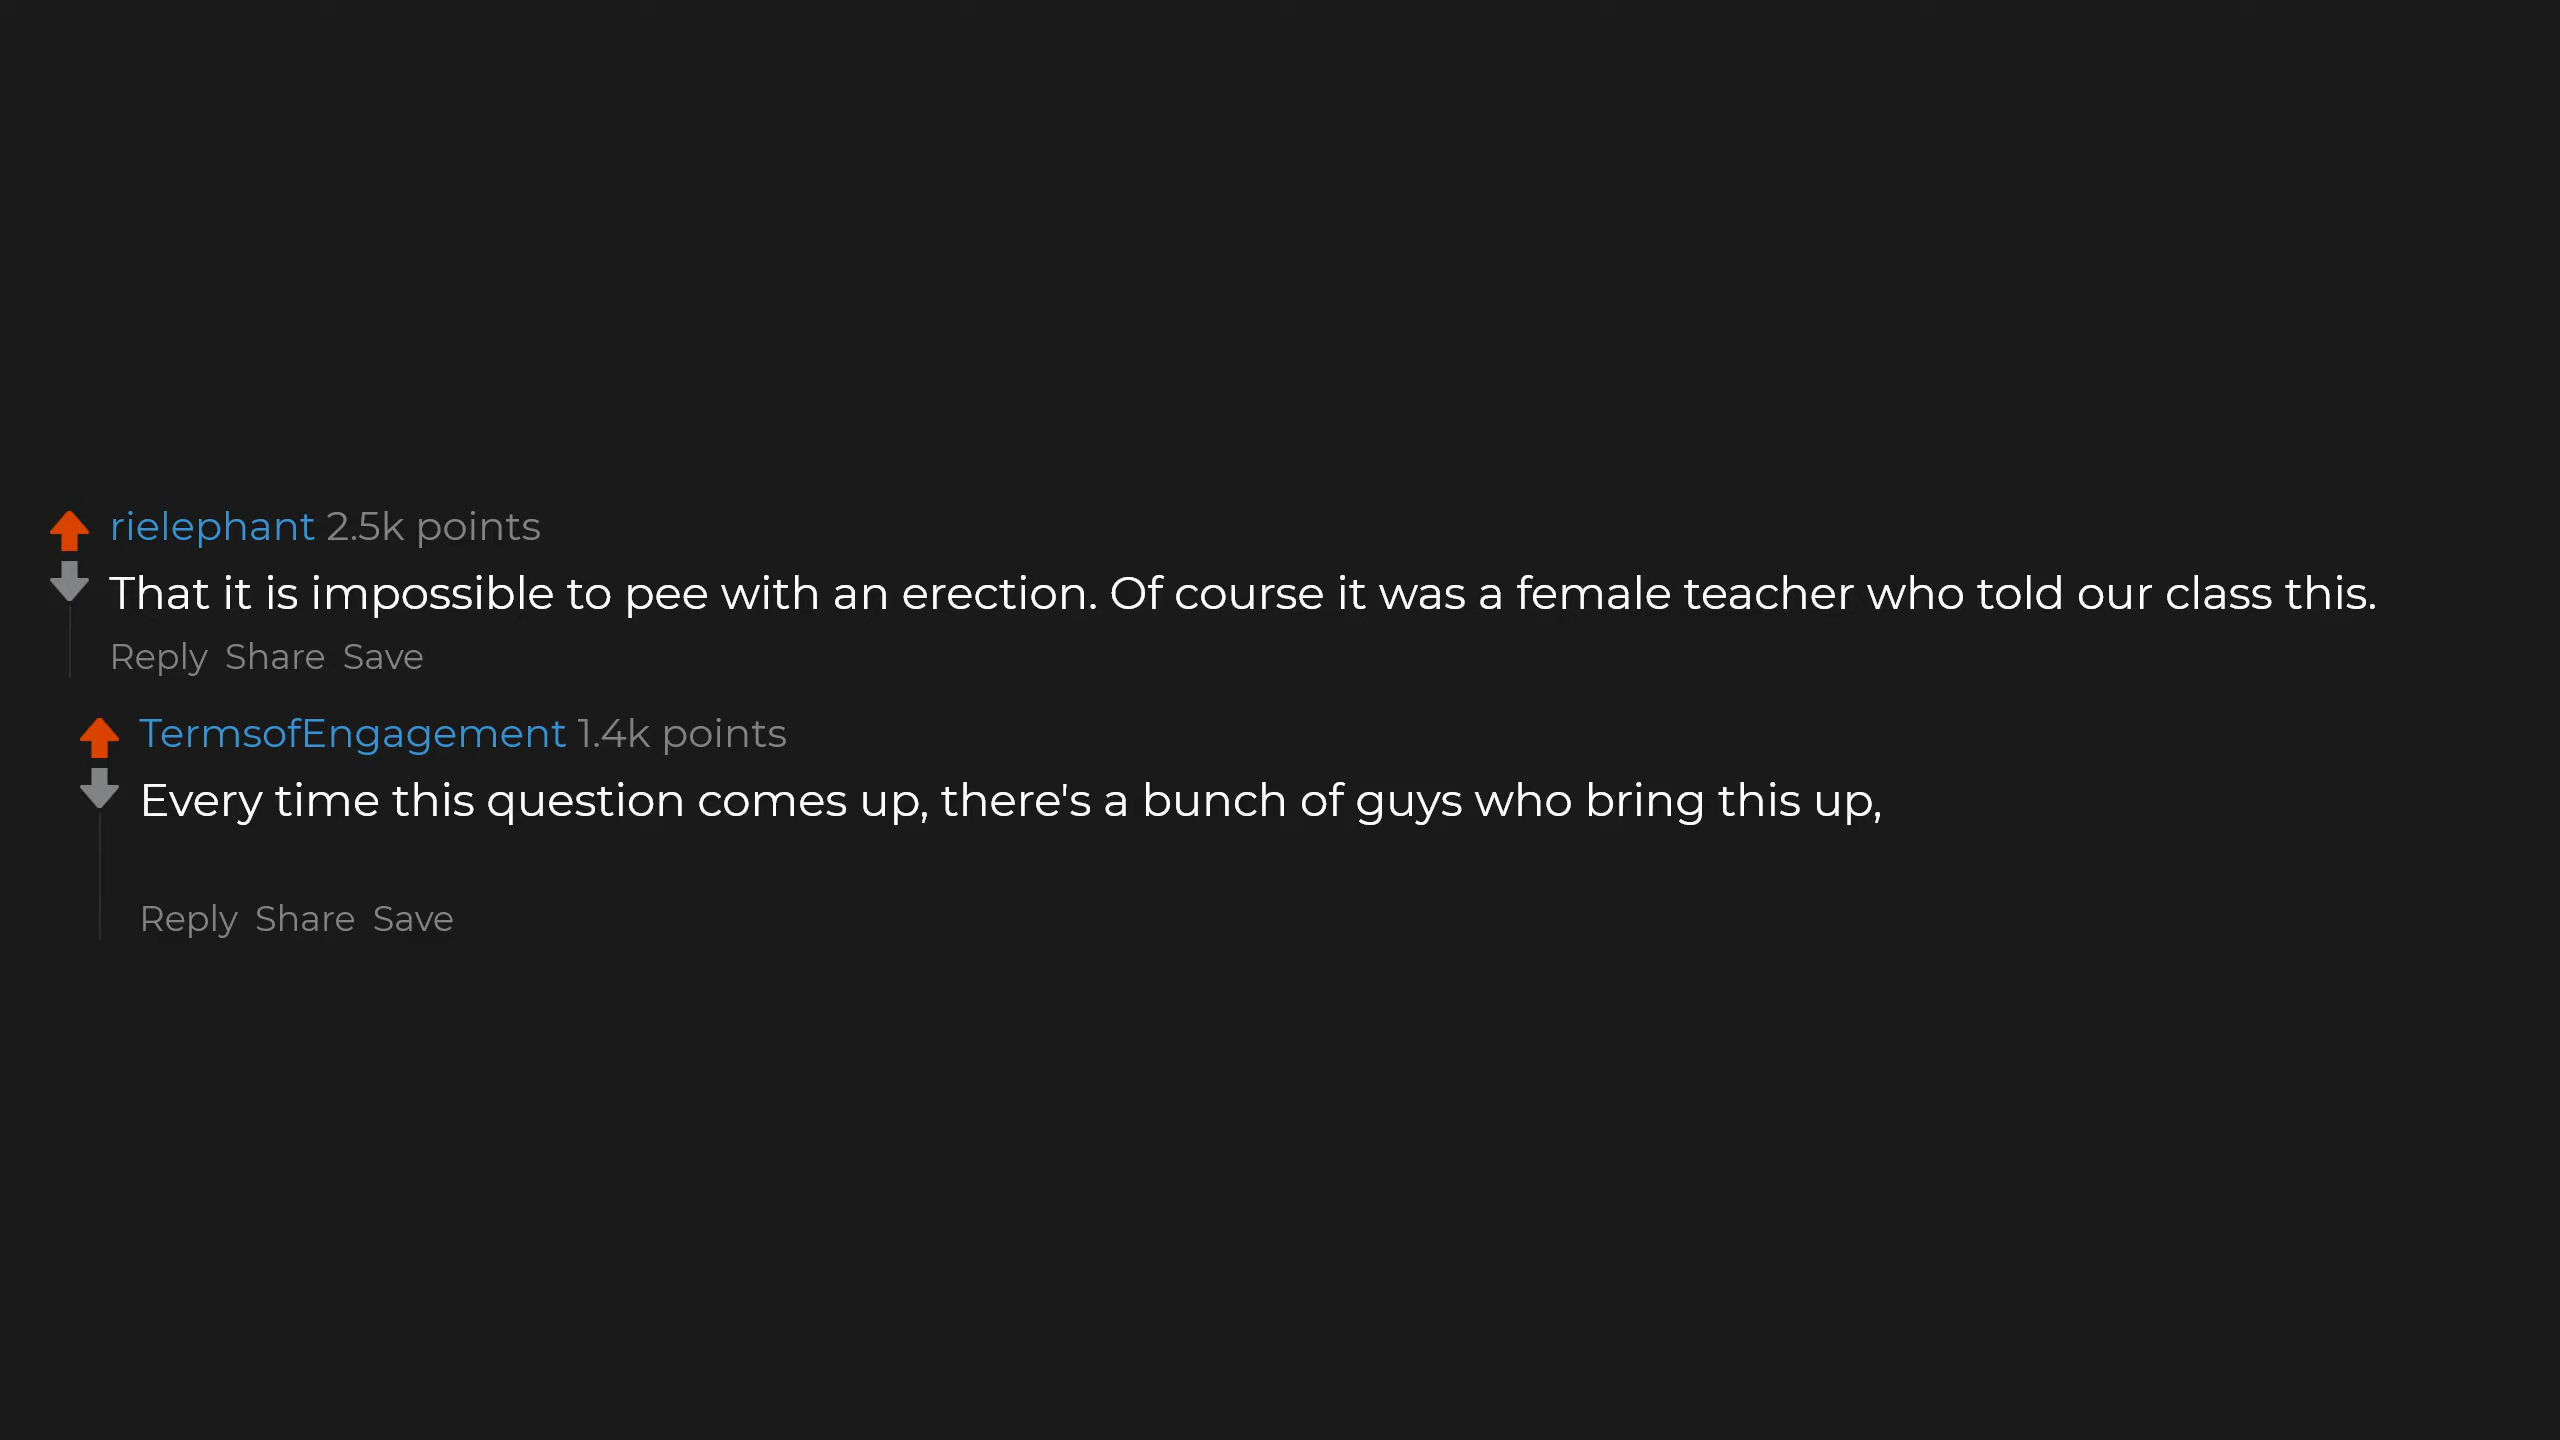 rielephant 2.5k points
That it is impossible to pee with an erection. Of course it was a female teacher who told our class this.
Reply Share Save
TermsofEngagement 1.4k points
Every time this question comes up, there's a bunch of guys who bring this up,
Reply Share Save